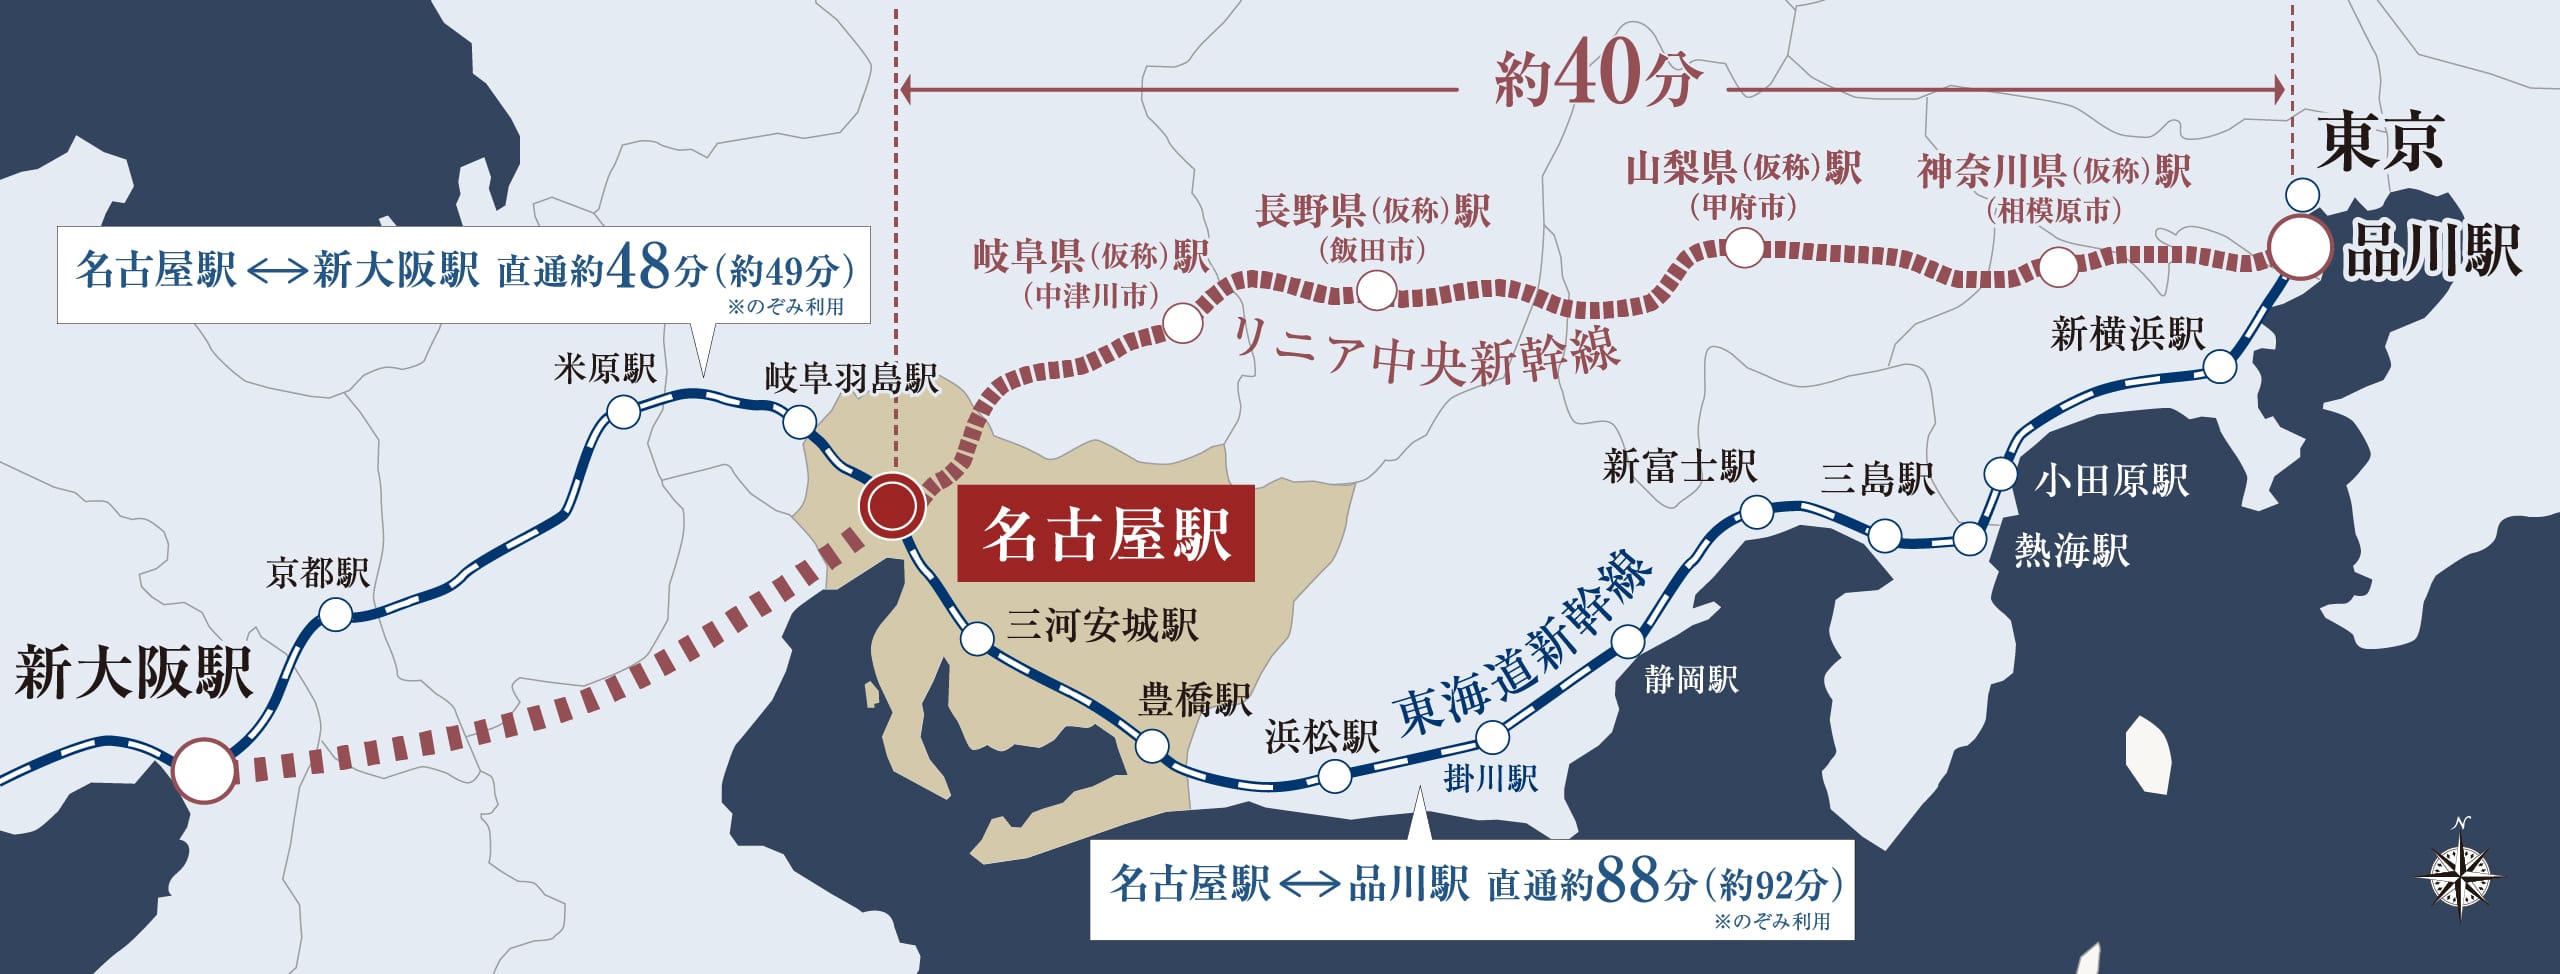 約40分
東京
品川駅
神奈川県(仮称)駅
(相模原市)
山梨県(仮称)駅
(甲府市)
長野県(仮称)駅
(飯田市)
岐阜県(仮称)駅
(中津川市)
リニア中央新幹線
名古屋駅⟷新大阪駅 直通約48分(約49分)
※のぞみ利用
米原駅
岐阜羽島駅
新横浜駅
名古屋駅
新富士駅
三島駅
小田原駅
熱海駅
京都駅
新大阪駅
三河安城駅
豊橋駅
浜松駅
東海道新幹線
掛川駅
静岡駅
名古屋駅⟷品川駅 直通約88分(約92分)
※のぞみ利用
N